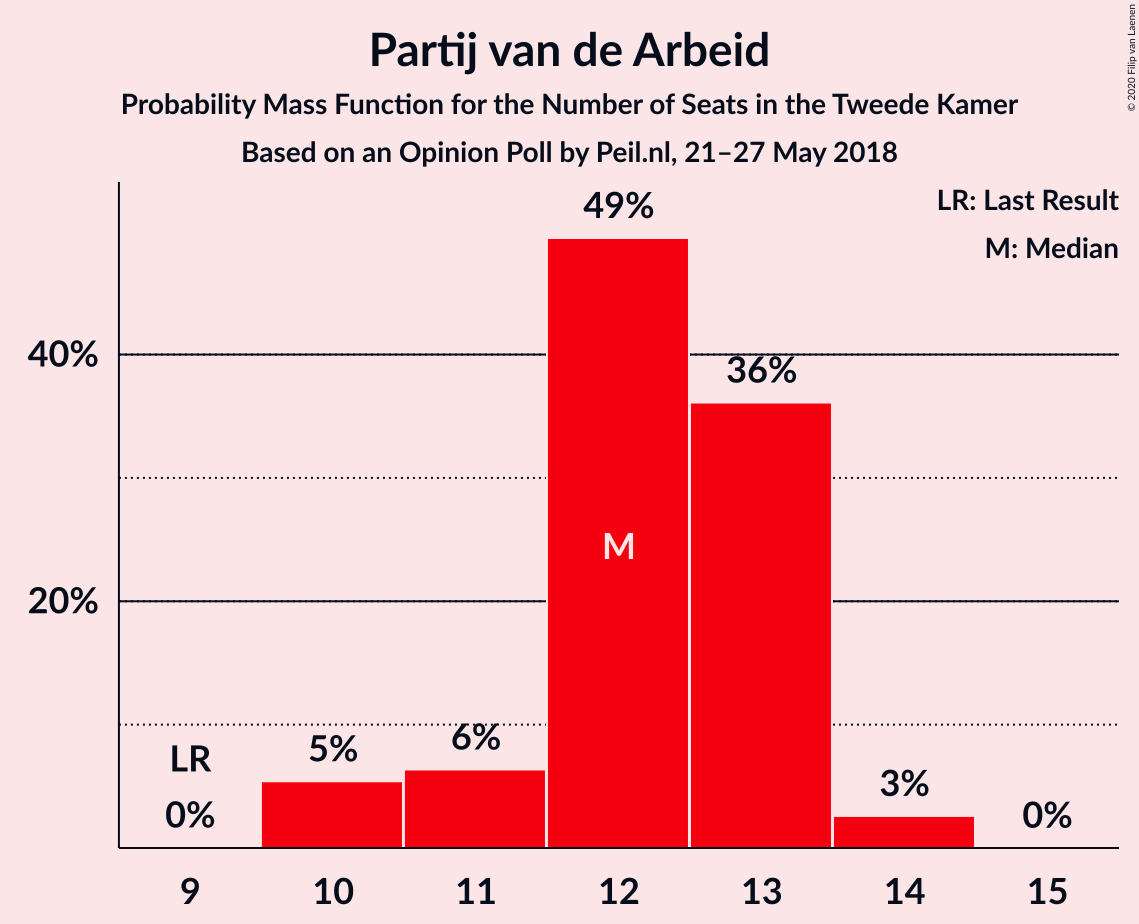 Partij van de Arbeid
Probability Mass Function for the Number of Seats in the Tweede Kamer
Based on an Opinion Poll by Peil.nl, 21–27 May 2018
© 2020 Filip van Laenen
LR: Last Result
M: Median
49%
40%
36%
M
20%
6%
5%
LR
3%
0%
0%
9 10 11 12 13 14 15